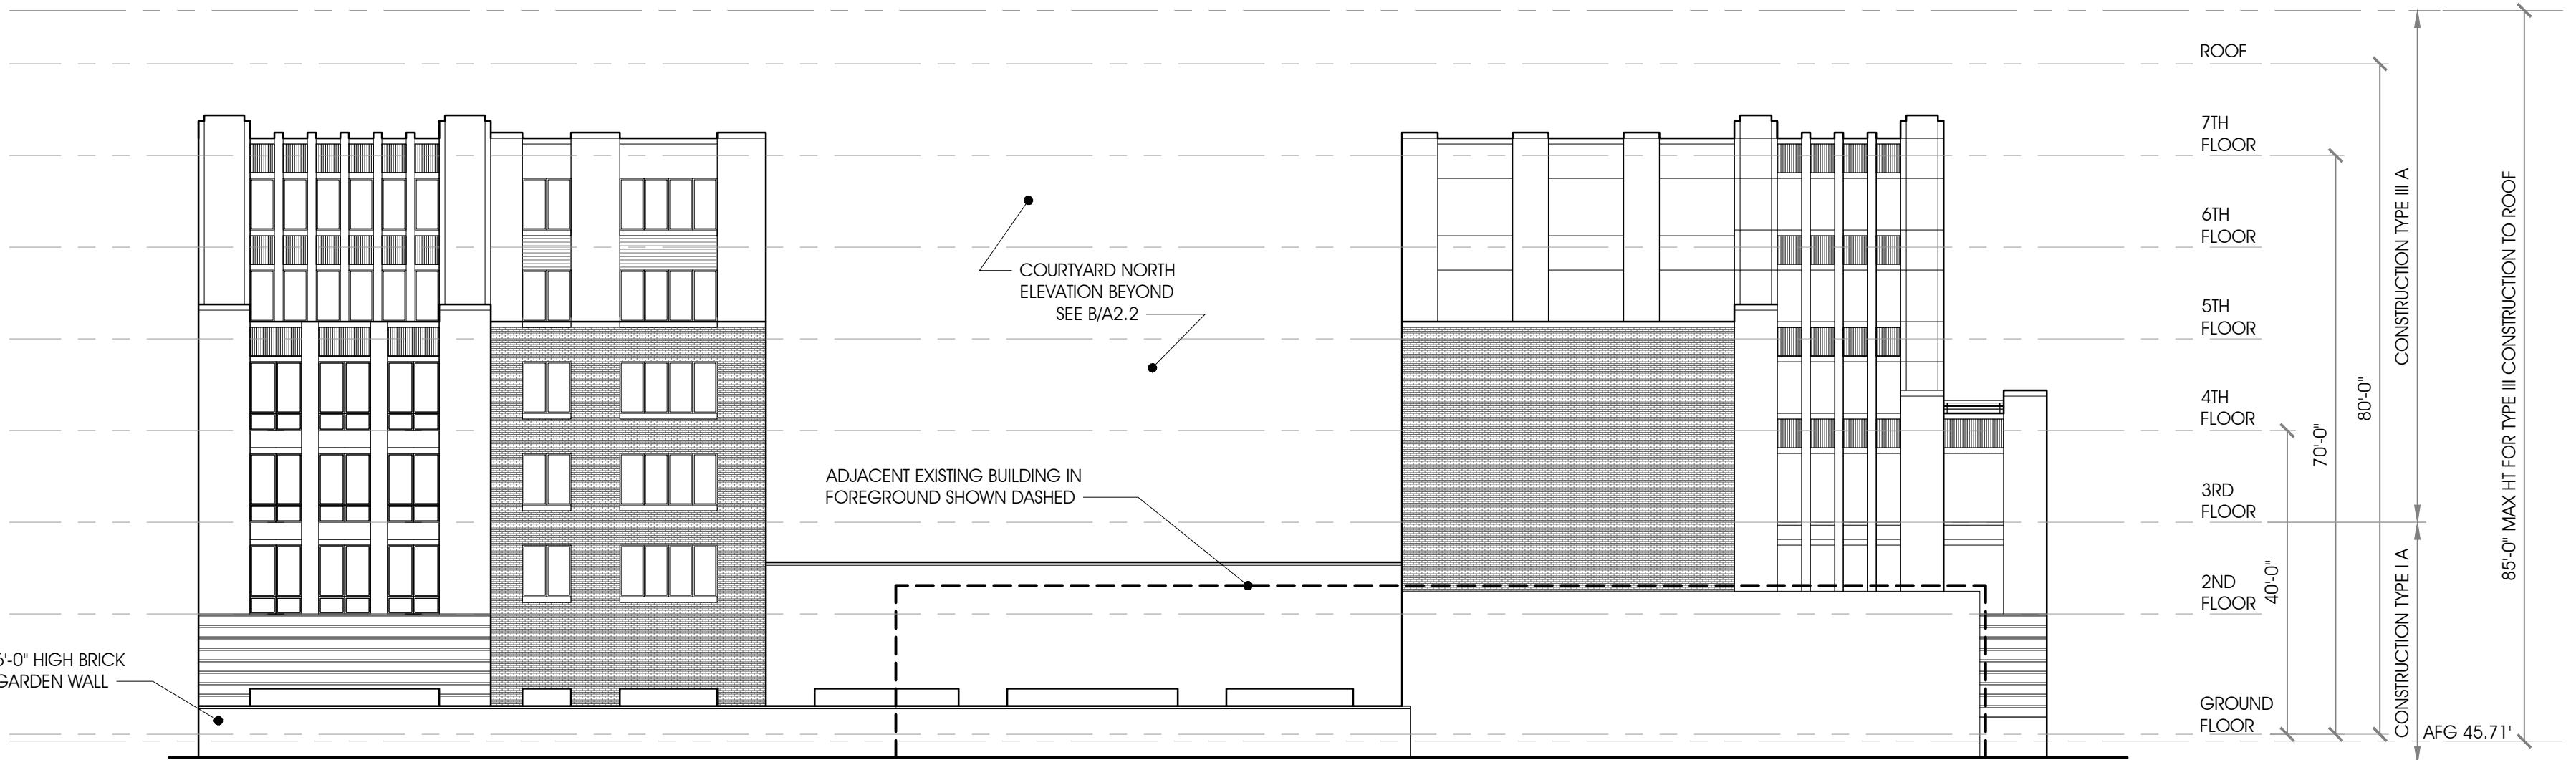 ROOF
7TH
FLOOR
6TH
FLOOR
5TH
FLOOR
4TH
FLOOR
3RD
FLOOR
2ND
FLOOR
GROUND
FLOOR
COURTYARD NORTH
ELEVATION BEYOND
SEE B/A2.2
ADJACENT EXISTING BUILDING IN
FOREGROUND SHOWN DASHED
6'-0" HIGH BRICK
GARDEN WALL
40'-0"
70'-0"
80'-0"
CONSTRUCTION TYPE III A
CONSTRUCTION TYPE I A
85'-0" MAX HT FOR TYPE III CONSTRUCTION TO ROOF
AFG 45.71'